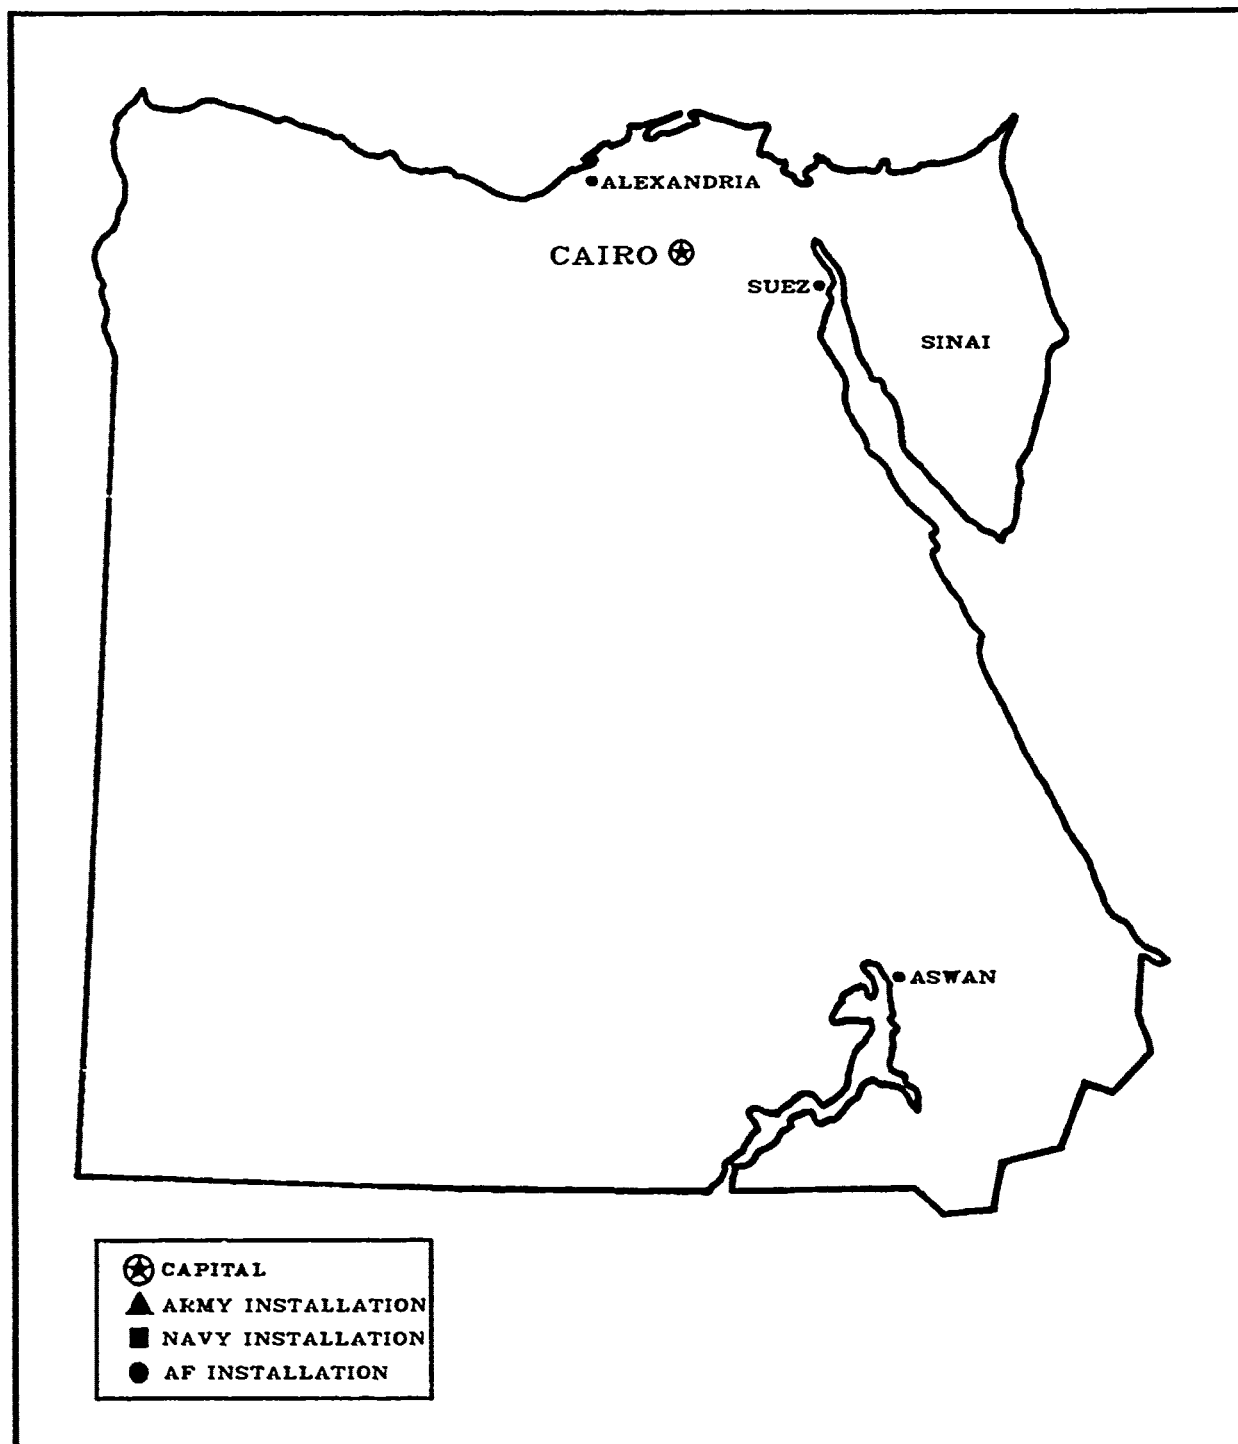 ALEXANDRIA
CAIRO
SUEZ
SINAI
ASWAN
CAPITAL
ARMY INSTALLATION
NAVY INSTALLATION
AF INSTALLATION